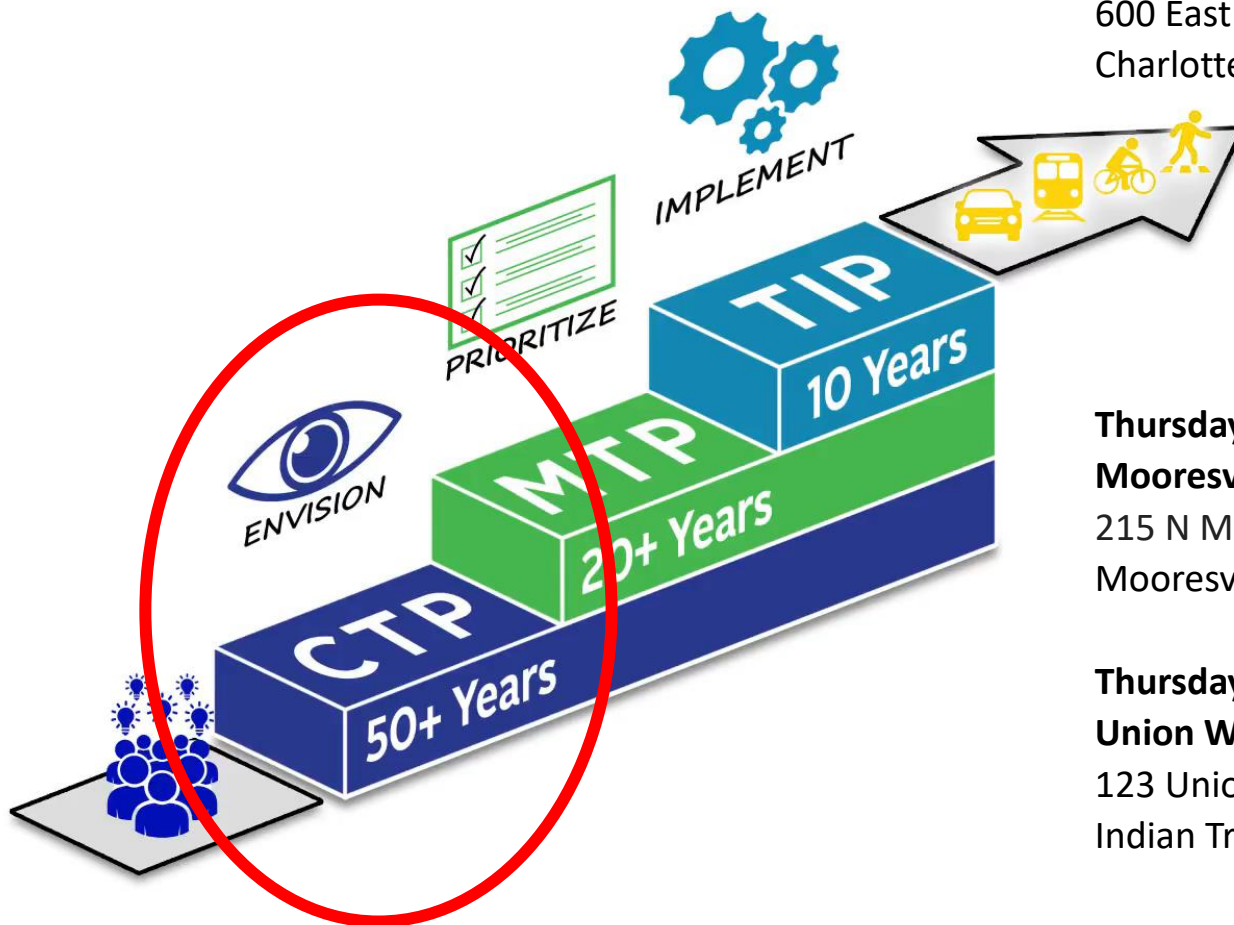 600 East
Charlotte
IMPLEMENT
PRIORITIZE
ENVISION
TIP
10 Years
MTP
20+ Years
CTP
50+ Years
Thursday
Mooresv
215 N M
Mooresv
Thursday
Union W
123 Unio
Indian Tr